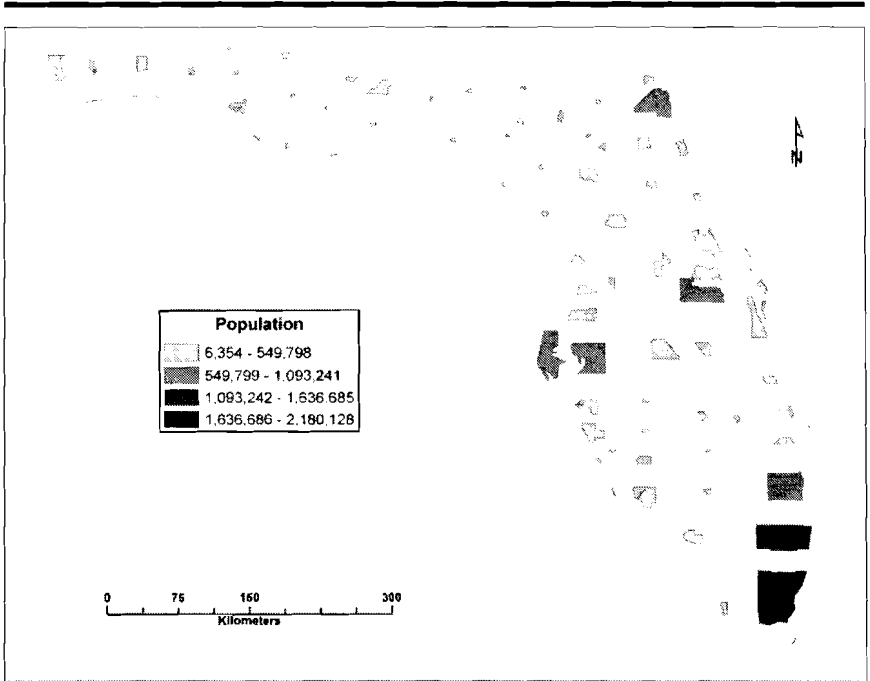 N
Population
6,354 - 549,798
549,799 - 1,093,241
1,093,242 - 1,636,685
1,636,686 - 2,180,128
0 75 150 300
Kilometers